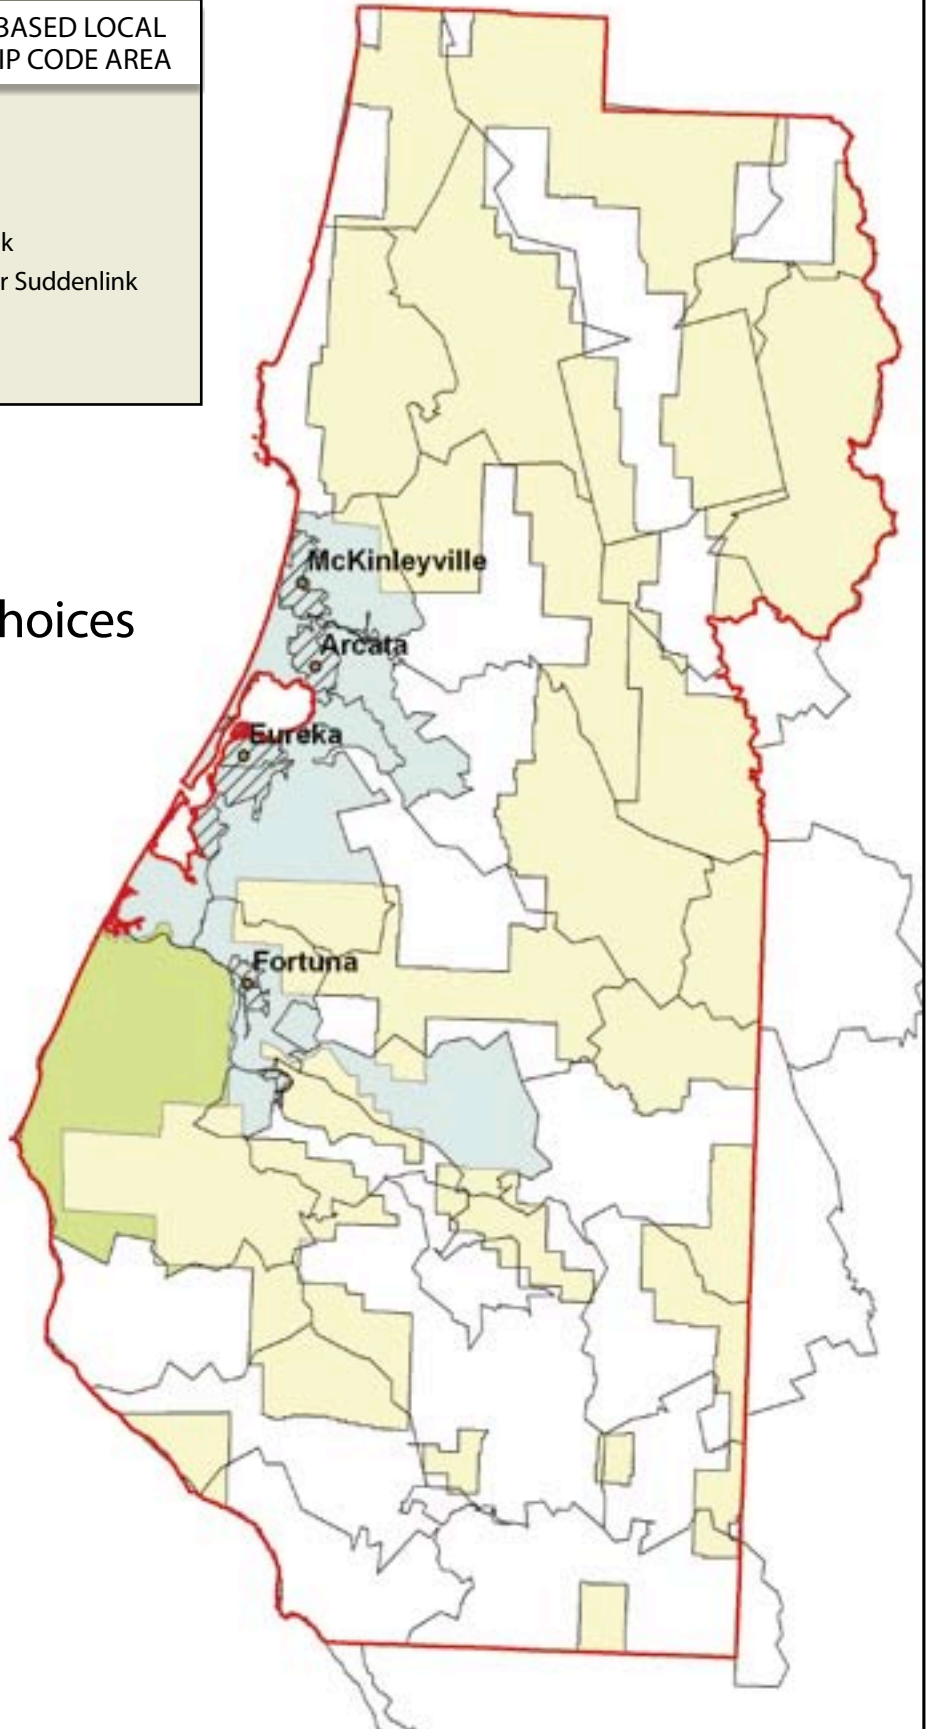 BASED LOCAL
IP CODE AREA
k
r Suddenlink
hoices
McKinleyville
Arcata
Eureka
Fortuna